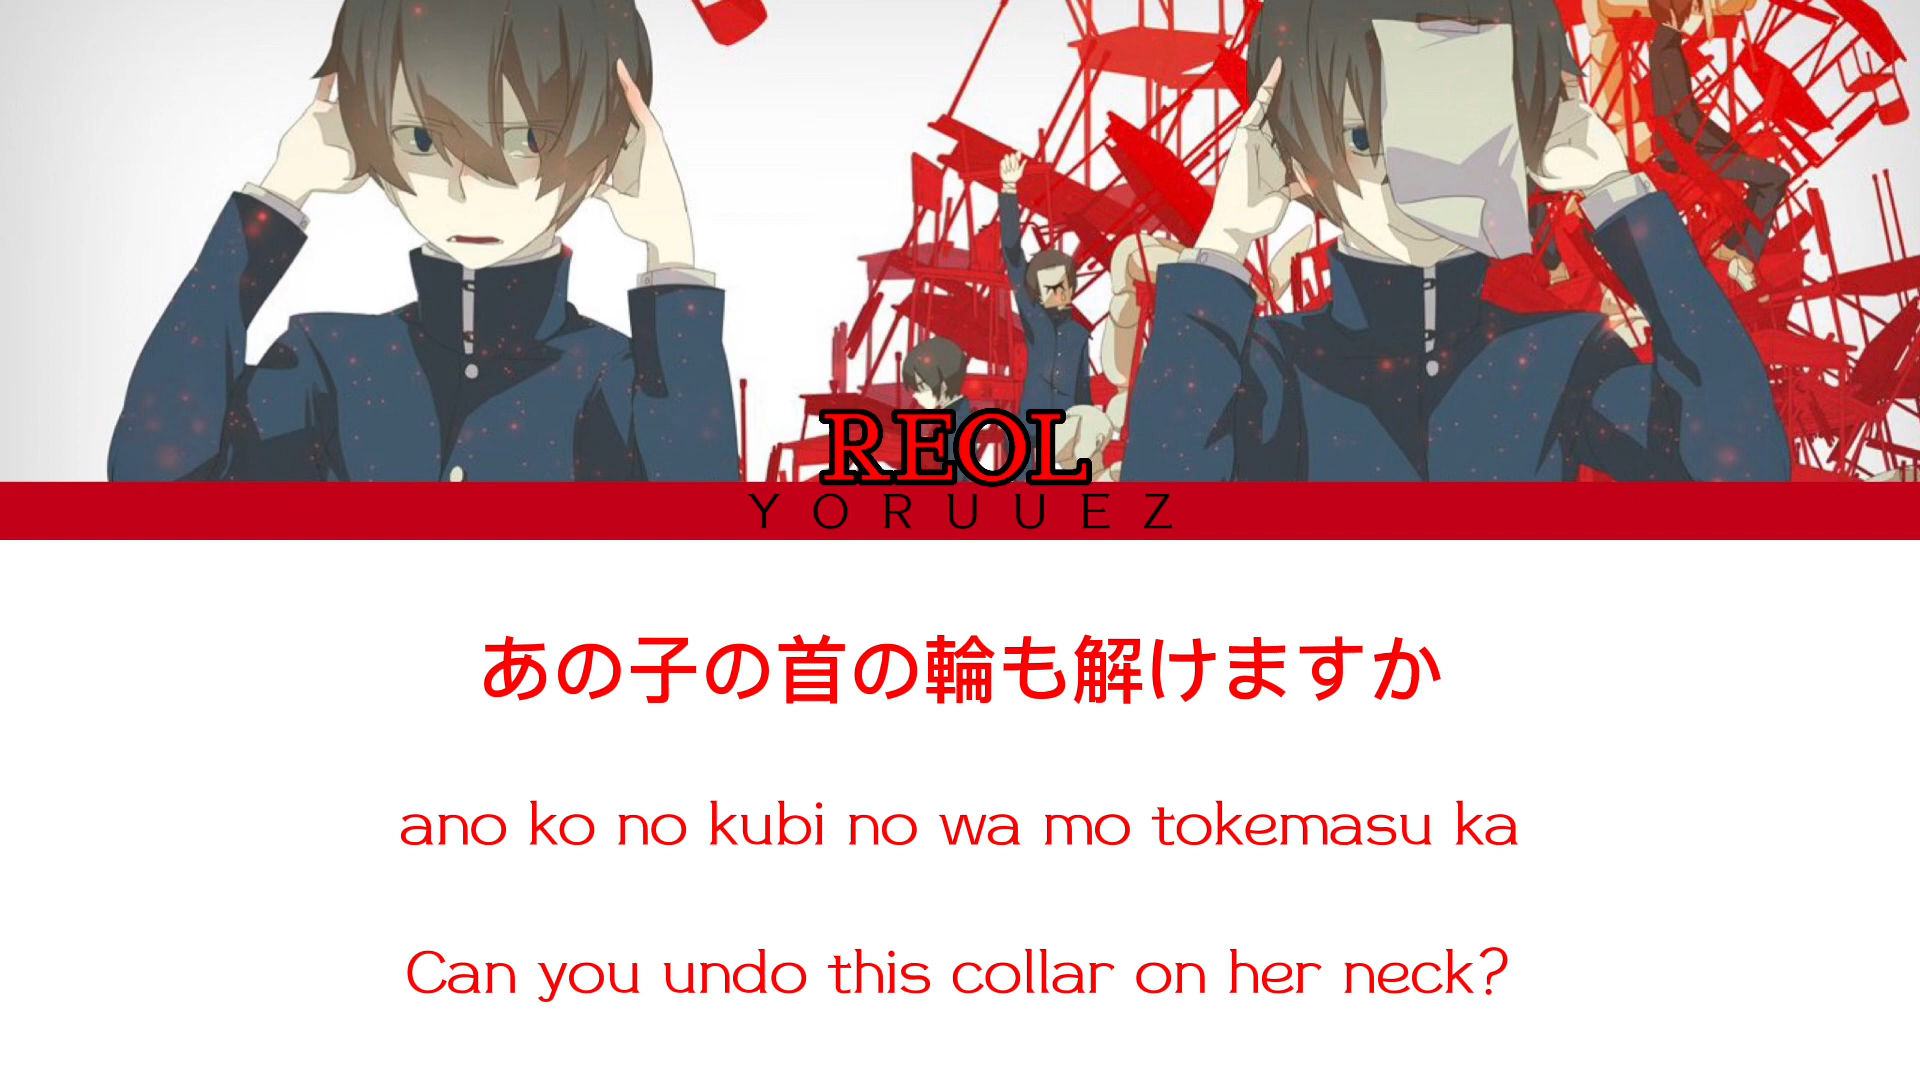 REOL
YORUUEZ
あの子の首の輪も解けますか
ano ko no kubi no wa mo tokemasu ka
Can you undo this collar on her neck?